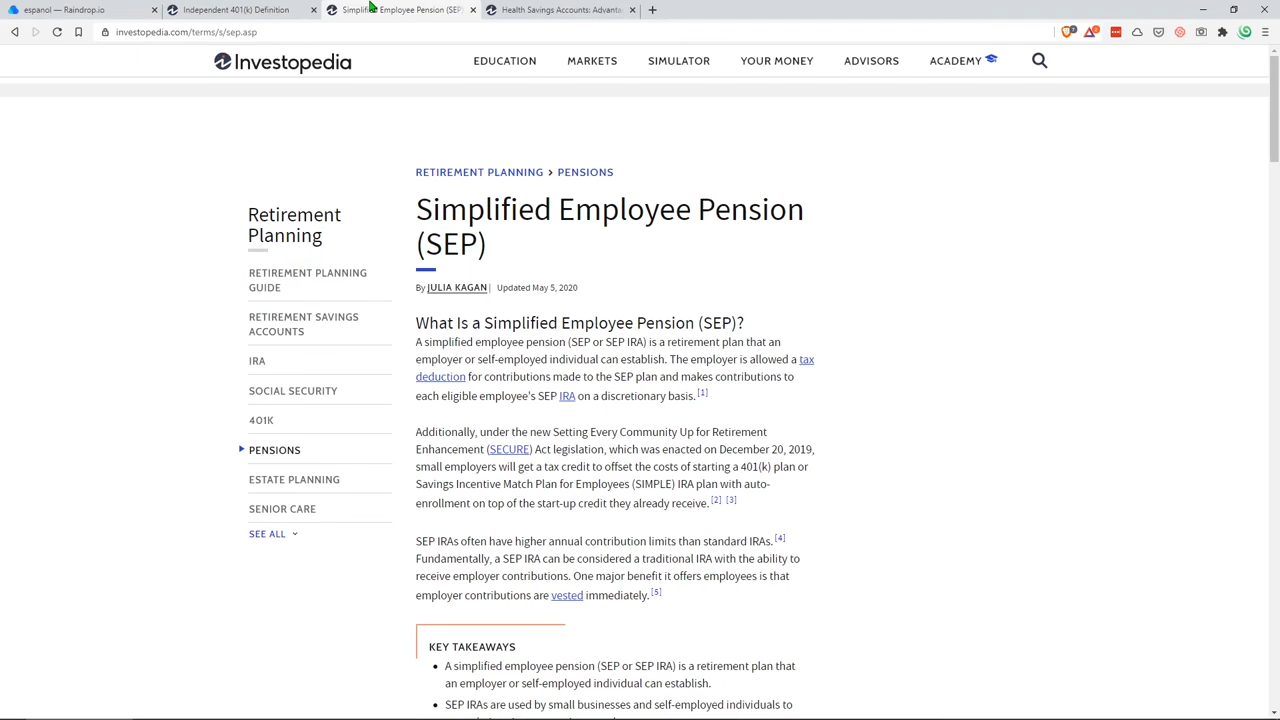 espanol — Raindrop.io
Independent 401(k) Definition
Simplified Employee Pension (SEP)
Health Savings Accounts: Advanta
investopedia.com/terms/s/sep.asp
Investopedia
EDUCATION
MARKETS
SIMULATOR
YOUR MONEY
ADVISORS
ACADEMY
RETIREMENT PLANNING > PENSIONS
Simplified Employee Pension
(SEP)
By JULIA KAGAN | Updated May 5, 2020
Retirement
Planning
RETIREMENT PLANNING
GUIDE
RETIREMENT SAVINGS
ACCOUNTS
IRA
SOCIAL SECURITY
401K
PENSIONS
ESTATE PLANNING
SENIOR CARE
SEE ALL
What Is a Simplified Employee Pension (SEP)?
A simplified employee pension (SEP or SEP IRA) is a retirement plan that an
employer or self-employed individual can establish. The employer is allowed a tax
deduction for contributions made to the SEP plan and makes contributions to
each eligible employee's SEP IRA on a discretionary basis. [1]
Additionally, under the new Setting Every Community Up for Retirement
Enhancement (SECURE) Act legislation, which was enacted on December 20, 2019,
small employers will get a tax credit to offset the costs of starting a 401(k) plan or
Savings Incentive Match Plan for Employees (SIMPLE) IRA plan with auto-
enrollment on top of the start-up credit they already receive. [2] [3]
SEP IRAs often have higher annual contribution limits than standard IRAs. [4]
Fundamentally, a SEP IRA can be considered a traditional IRA with the ability to
receive employer contributions. One major benefit it offers employees is that
employer contributions are vested immediately. [5]
KEY TAKEAWAYS
• A simplified employee pension (SEP or SEP IRA) is a retirement plan that
an employer or self-employed individual can establish.
• SEP IRAs are used by small businesses and self-employed individuals to